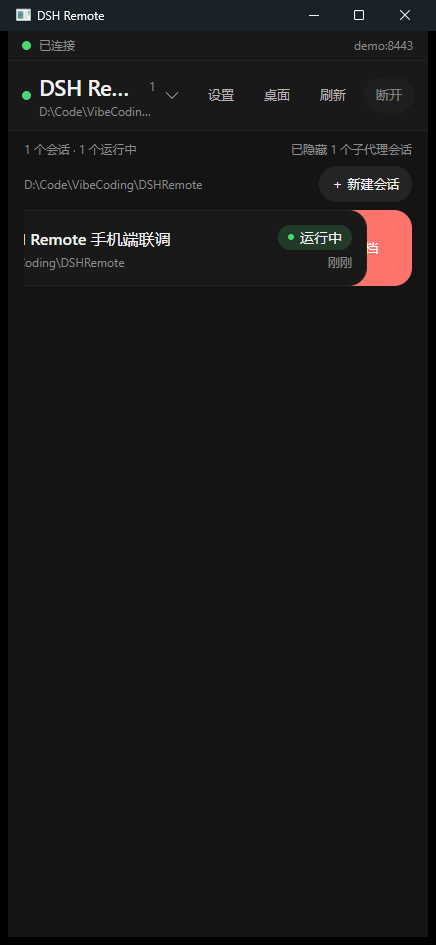 DSH Remote
已连接
demo:8443
DSH Re...
1
设置
桌面
刷新
断开
D:\Code\VibeCodin...
1 个会话 · 1 个运行中
已隐藏 1 个子代理会话
D:\Code\VibeCoding\DSHRemote
+ 新建会话
Remote 手机端联调
运行中
档
Coding\DSHRemote
刚刚